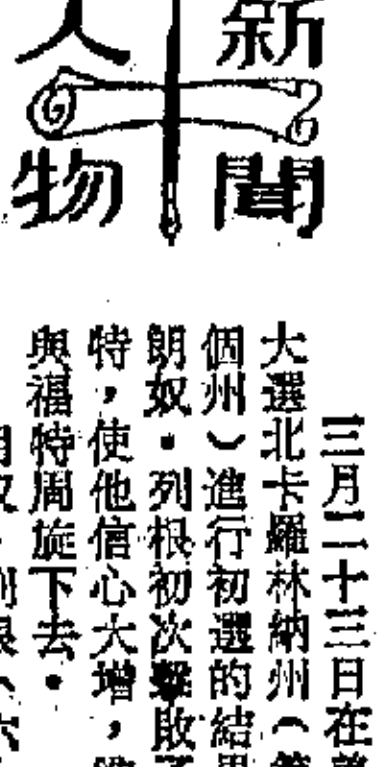 新聞
人物
三月二十三日在
大選北卡羅林納州（
個州）進行初選的結
朗奴·列根初次擊敗
特，使他信心大增，
與福特周旋下去。